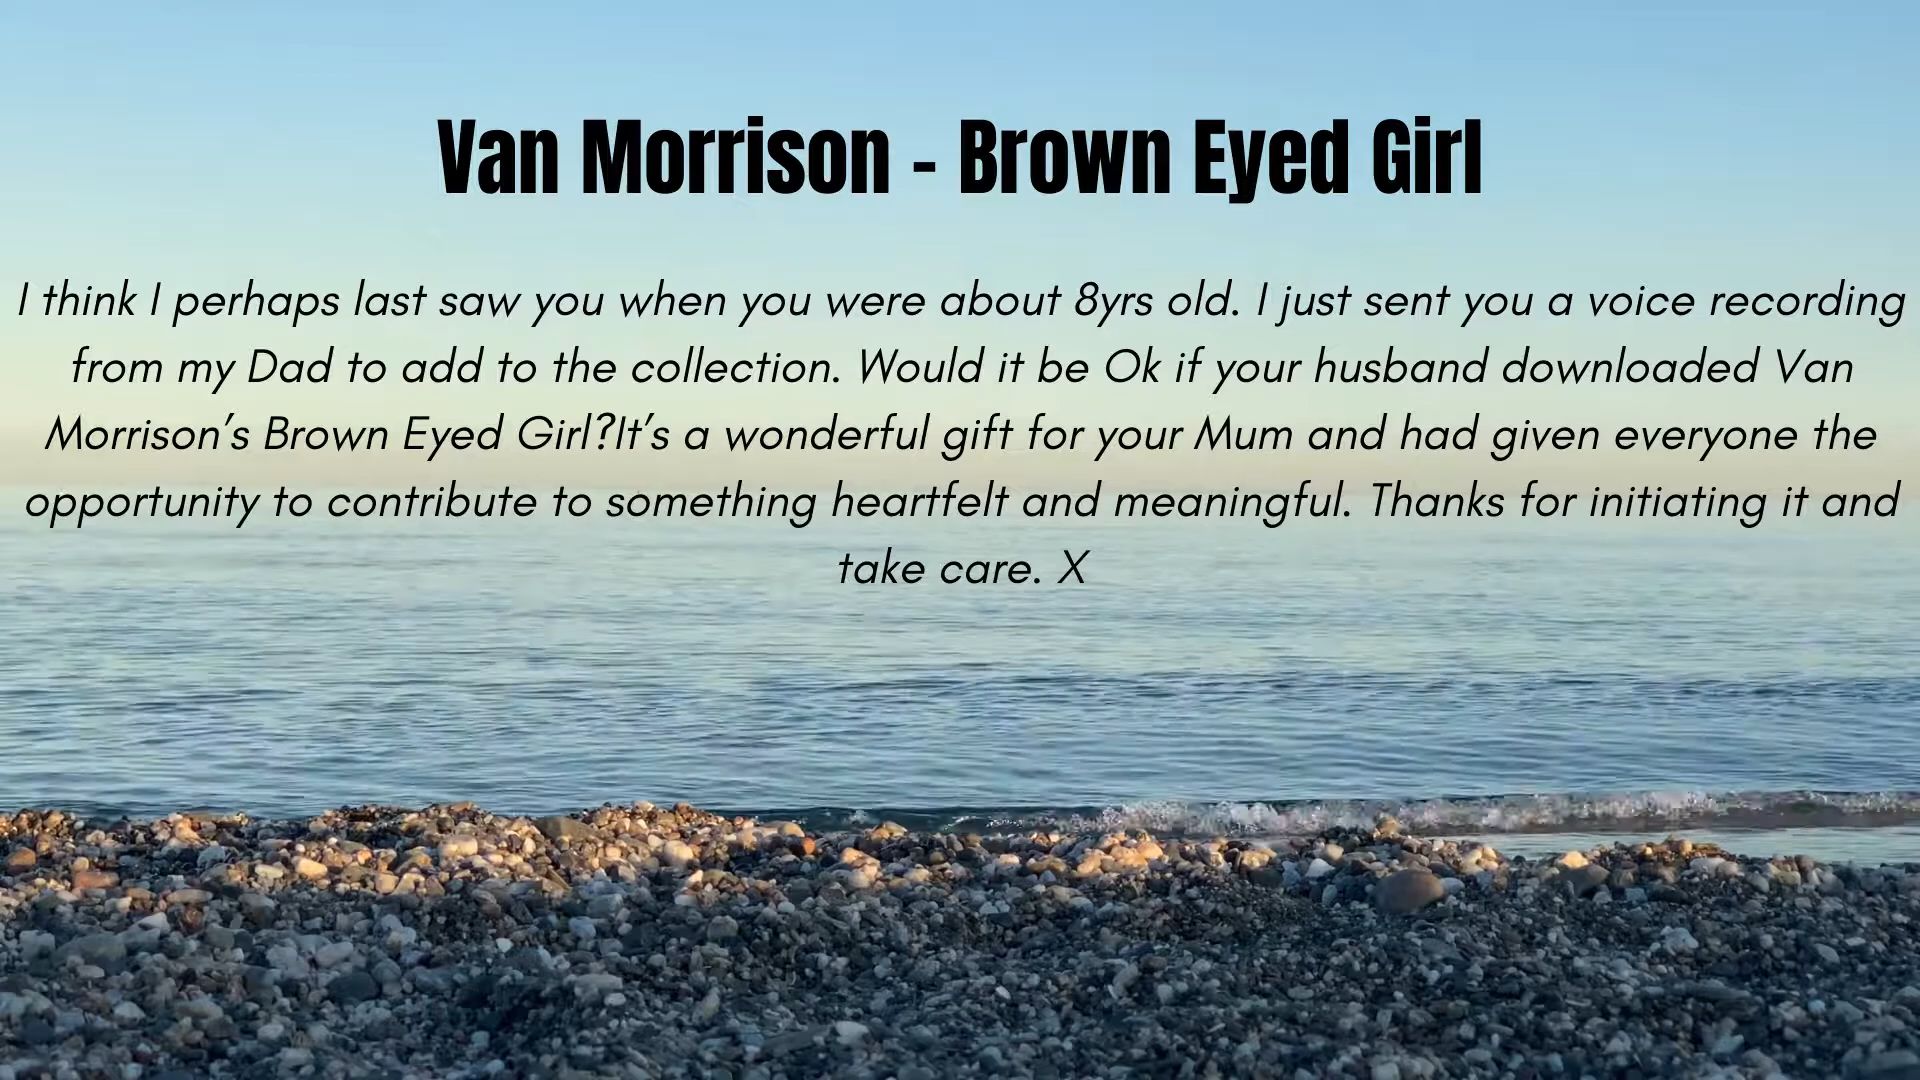 Van Morrison - Brown Eyed Girl
I think I perhaps last saw you when you were about 8yrs old. I just sent you a voice recording
from my Dad to add to the collection. Would it be Ok if your husband downloaded Van
Morrison’s Brown Eyed Girl?It’s a wonderful gift for your Mum and had given everyone the
opportunity to contribute to something heartfelt and meaningful. Thanks for initiating it and
take care. X